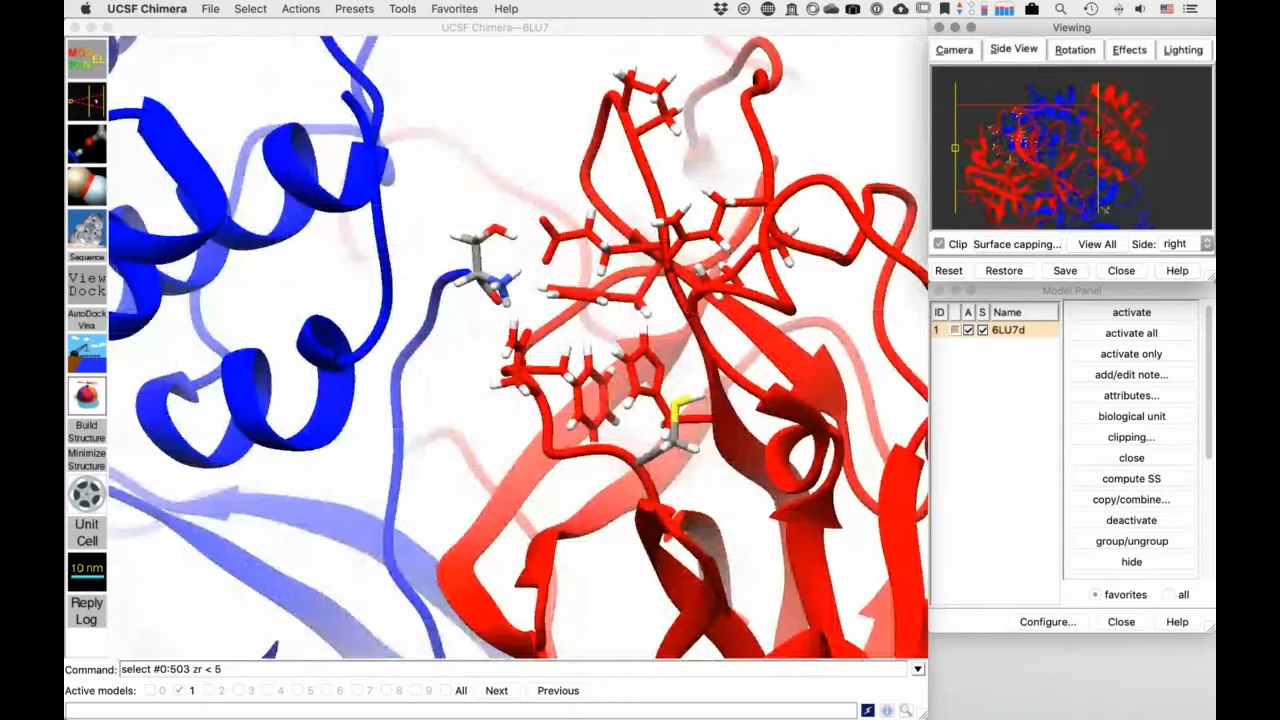 UCSF Chimera File Select Actions Presets Tools Favorites Help
UCSF Chimera—6LU7
Viewing
Camera Side View Rotation Effects Lighting
Clip Surface capping... View All Side: right
Reset Restore Save Close Help
Model Panel
ID A S Name
1 6LU7d
activate
activate all
activate only
add/edit note...
attributes...
biological unit
clipping...
close
compute SS
copy/combine...
deactivate
group/ungroup
hide
favorites all
Configure... Close Help
Sequence
View
Dock
AutoDock
Vina
Build
Structure
Minimize
Structure
Unit
Cell
10 nm
Reply
Log
Command: select #0:503 zr < 5
Active models: 0 1 2 3 4 5 6 7 8 9 All Next Previous